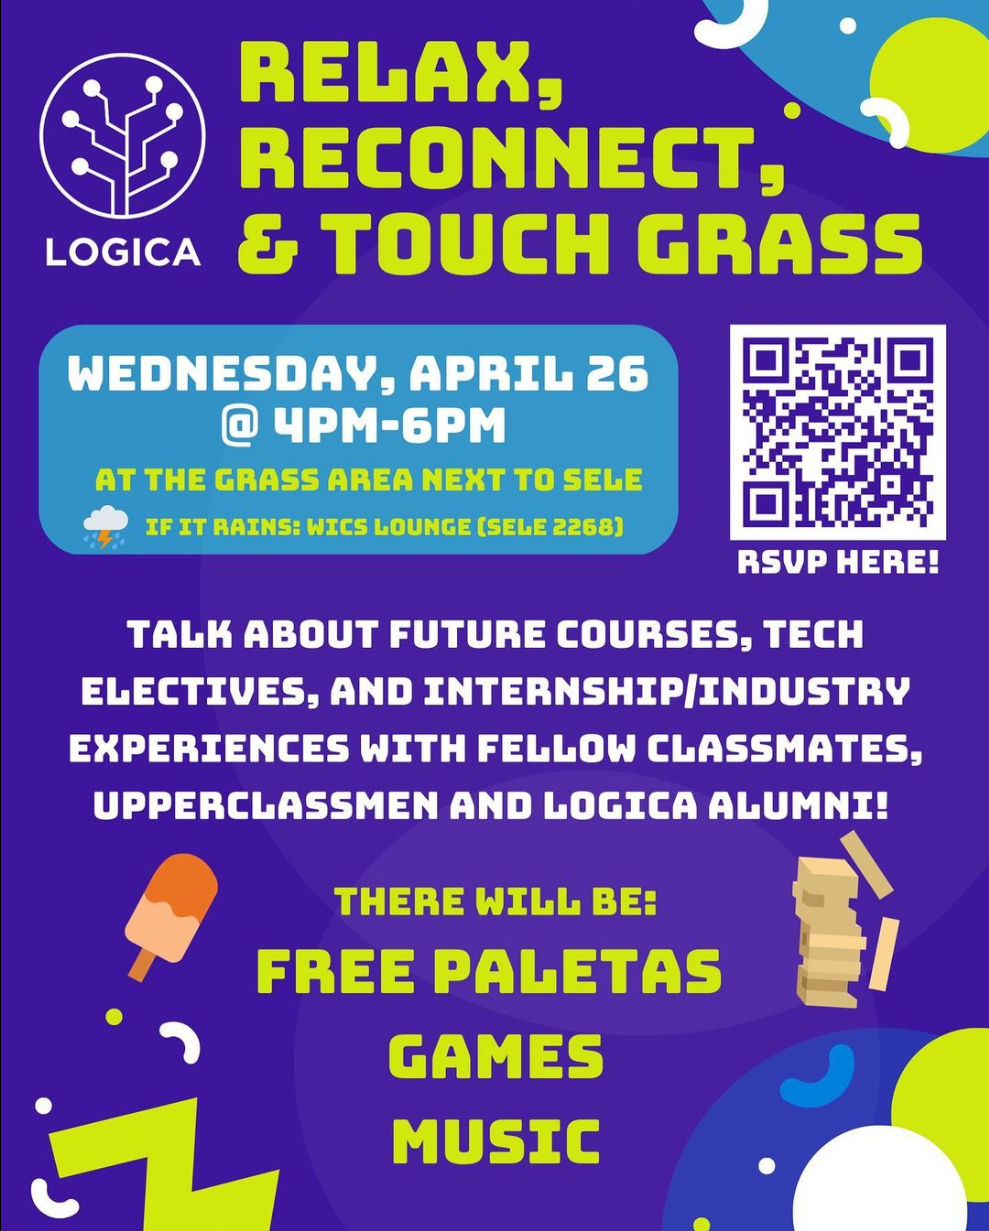 LOGICA
RELAX,
RECONNECT,
& TOUCH GRASS
WEDNESDAY, APRIL 26
@ 4PM-6PM
AT THE GRASS AREA NEXT TO SELE
IF IT RAINS: WICS LOUNGE (SELE 2268)
RSVP HERE!
TALK ABOUT FUTURE COURSES, TECH
ELECTIVES, AND INTERNSHIP/INDUSTRY
EXPERIENCES WITH FELLOW CLASSMATES,
UPPERCLASSMEN AND LOGICA ALUMNI!
THERE WILL BE:
FREE PALETAS
GAMES
MUSIC